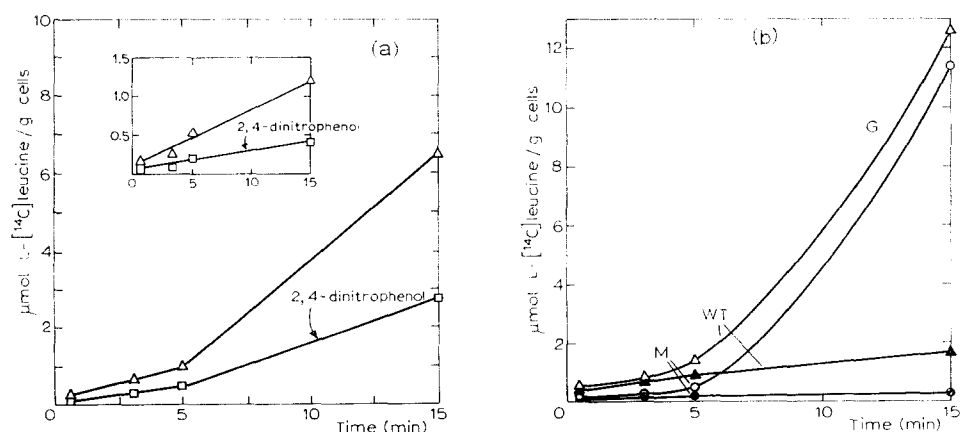 10
8
6
4
2
0
0
5
10
15
(a)
1.5
1.0
0.5
0
5
10
15
2,4-dinitrophenol
2,4-dinitrophenol
Time (min)
μmol L-[¹⁴C]leucine/g cells
12
10
8
6
4
2
0
0
5
10
15
(b)
G
WT
M
Time (min)
μmol L-[¹⁴C]leucine/g cells